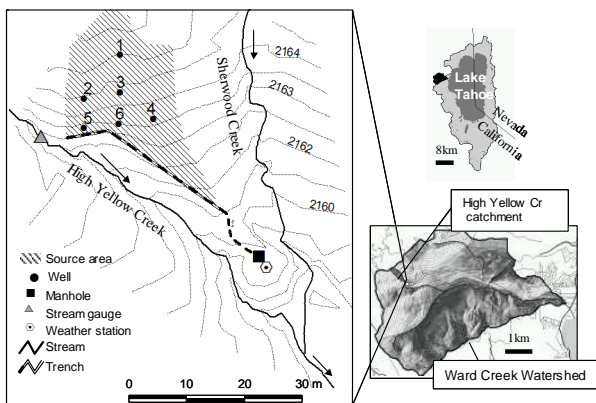 1
2164
Sherwood Creek
3
2
2163
4
5
6
2162
High Yellow Creek
2160
Source area
Well
Manhole
Stream gauge
Weather station
Stream
Trench
0 10 20 30 m
Lake
Tahoe
Nevada
California
8km
High Yellow Cr
catchment
1km
Ward Creek Watershed